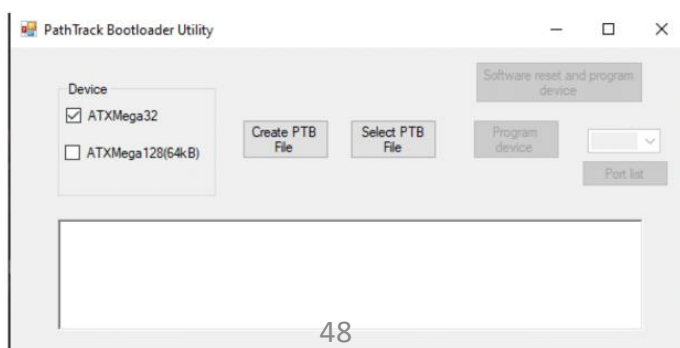 PathTrack Bootloader Utility
Device
ATXMega32
ATXMega128(64kB)
Create PTB
File
Select PTB
File
Software reset and program
device
Program
device
Port list
48